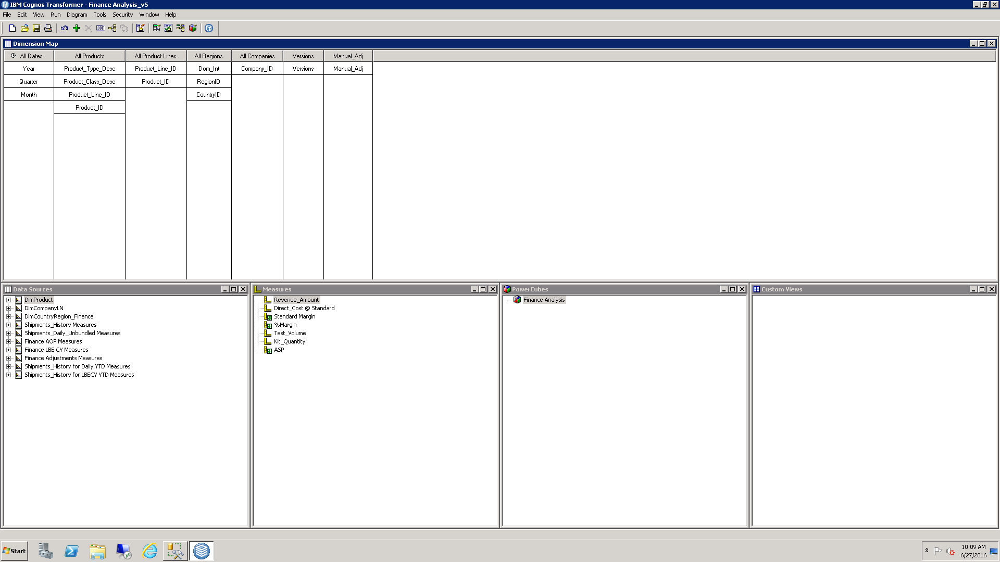 IBM Cognos Transformer - Finance Analysis_v5
File Edit View Run Diagram Tools Security Window Help
Dimension Map
All Dates All Products All Product Lines All Regions All Companies Versions Manual_Adj
Year Product_Type_Desc Product_Line_ID Dom_Int Company_ID Versions Manual_Adj
Quarter Product_Class_Desc Product_ID RegionID
Month Product_Line_ID CountryID
Product_ID
Data Sources
DimProduct
DimCompanyLN
DimCountryRegion_Finance
Shipments_History Measures
Shipments_Daily_Unbundled Measures
Finance AOP Measures
Finance LBE CY Measures
Finance Adjustments Measures
Shipments_History for Daily YTD Measures
Shipments_History for LBECY YTD Measures
Measures
Revenue_Amount
Direct_Cost @ Standard
Standard Margin
%Margin
Test_Volume
Kit_Quantity
ASP
PowerCubes
Finance Analysis
Custom Views
Start
10:09 AM
6/27/2016